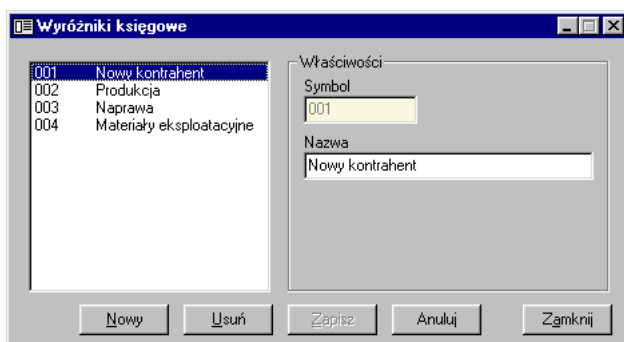 Wyróżniki księgowe
001 Nowy kontrahent
002 Produkcja
003 Naprawa
004 Materiały eksploatacyjne
Właściwości
Symbol
001
Nazwa
Nowy kontrahent
Nowy Usuń Zapisz Anuluj Zamknij